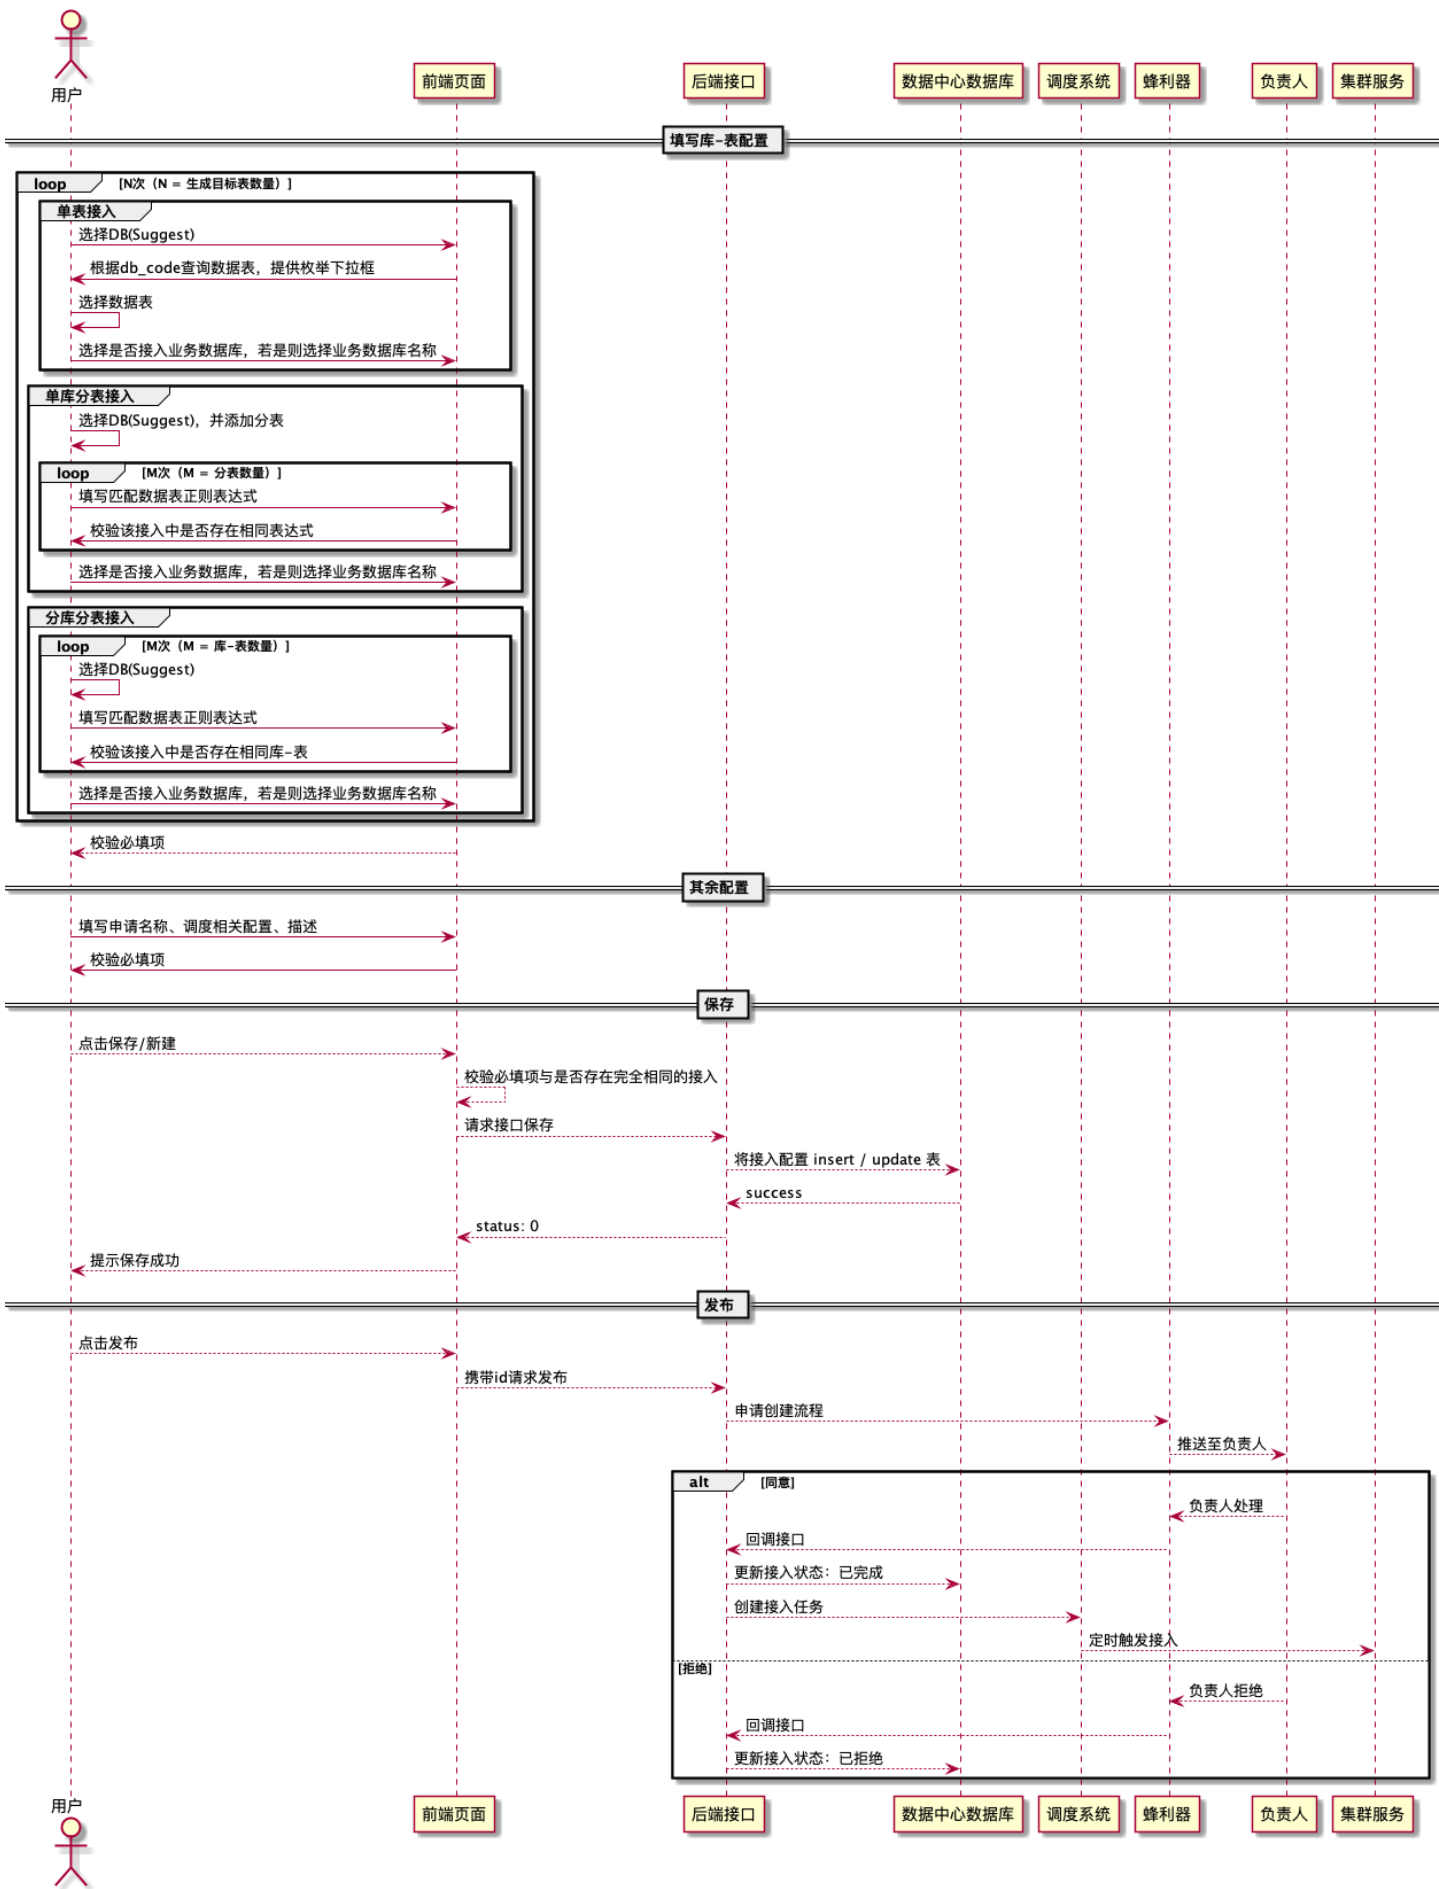 用户
前端页面
后端接口
数据中心数据库
调度系统
蜂利器
负责人
集群服务
填写库-表配置
loop
[N次（N = 生成目标表数量）]
单表接入
选择DB(Suggest)
根据db_code查询数据表，提供枚举下拉框
选择数据表
选择是否接入业务数据库，若是则选择业务数据库名称
单库分表接入
选择DB(Suggest)，并添加分表
loop
[M次（M = 分表数量）]
填写匹配数据表正则表达式
校验该接入中是否存在相同表达式
选择是否接入业务数据库，若是则选择业务数据库名称
分库分表接入
loop
[M次（M = 库-表数量）]
选择DB(Suggest)
填写匹配数据表正则表达式
校验该接入中是否存在相同库-表
选择是否接入业务数据库，若是则选择业务数据库名称
校验必填项
其余配置
填写申请名称、调度相关配置、描述
校验必填项
保存
点击保存/新建
校验必填项与是否存在完全相同的接入
请求接口保存
将接入配置 insert / update 表
success
status: 0
提示保存成功
发布
点击发布
携带id请求发布
申请创建流程
推送至负责人
alt
[同意]
负责人处理
回调接口
更新接入状态：已完成
创建接入任务
定时触发接入
[拒绝]
负责人拒绝
回调接口
更新接入状态：已拒绝
用户
前端页面
后端接口
数据中心数据库
调度系统
蜂利器
负责人
集群服务